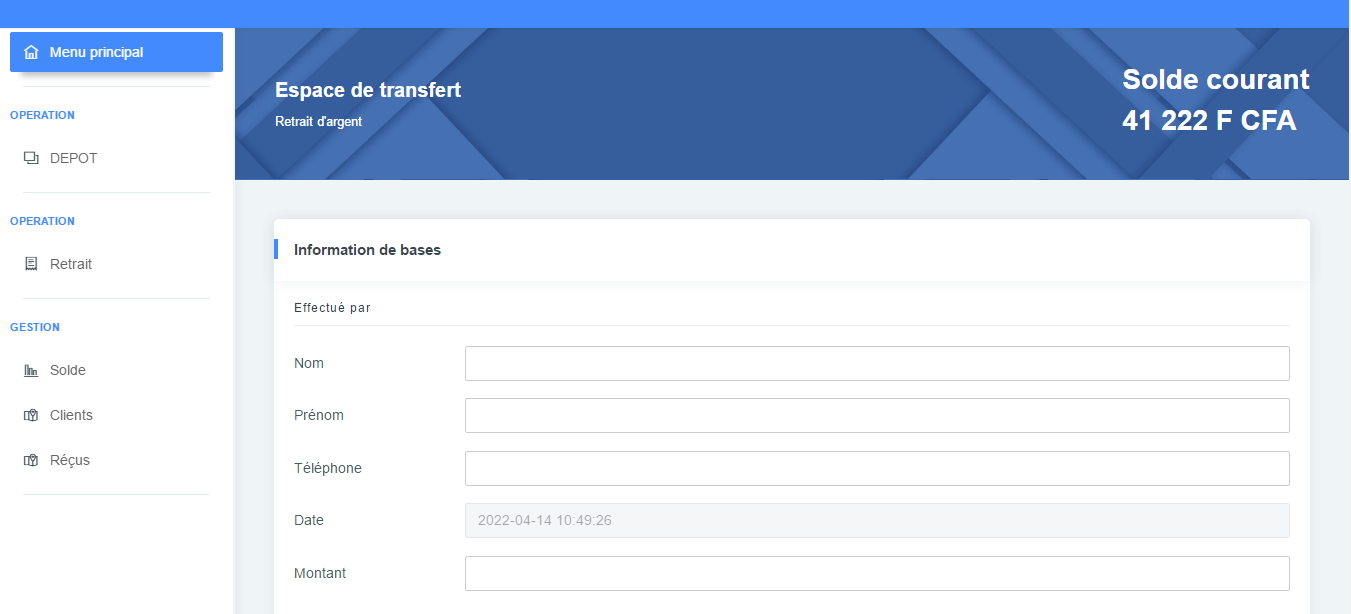 Menu principal
OPERATION
DEPOT
OPERATION
Retrait
GESTION
Solde
Clients
Réçus
Espace de transfert
Retrait d'argent
Solde courant
41 222 F CFA
Information de bases
Effectué par
Nom
Prénom
Téléphone
Date
2022-04-14 10:49:26
Montant